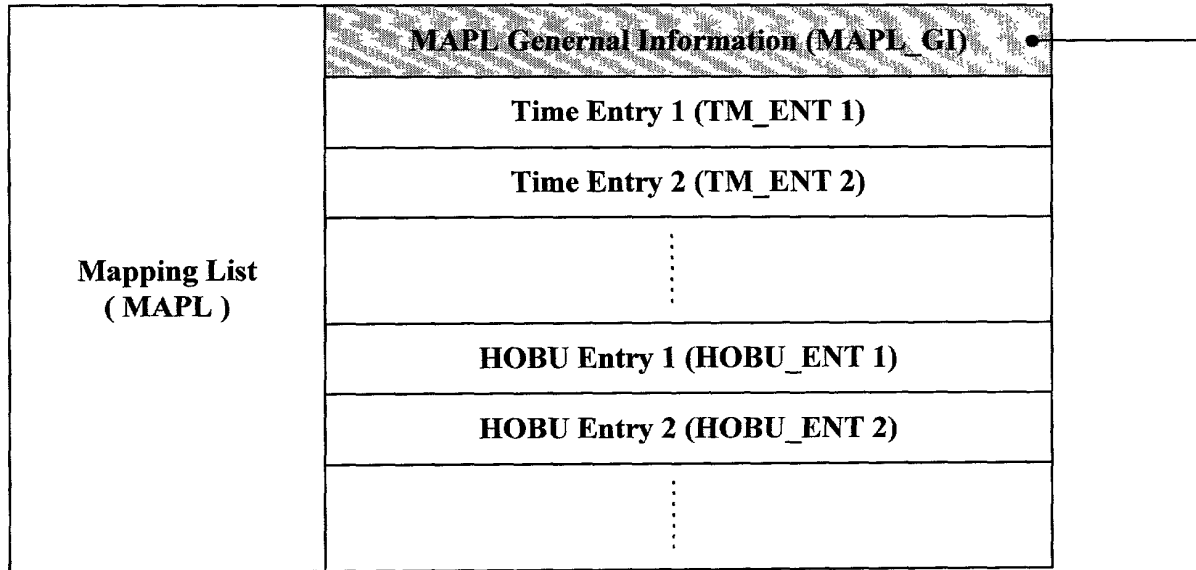 MAPL Genernal Information (MAPL_GI)
Time Entry 1 (TM_ENT 1)
Time Entry 2 (TM_ENT 2)
Mapping List
( MAPL )
HOBU Entry 1 (HOBU_ENT 1)
HOBU Entry 2 (HOBU_ENT 2)